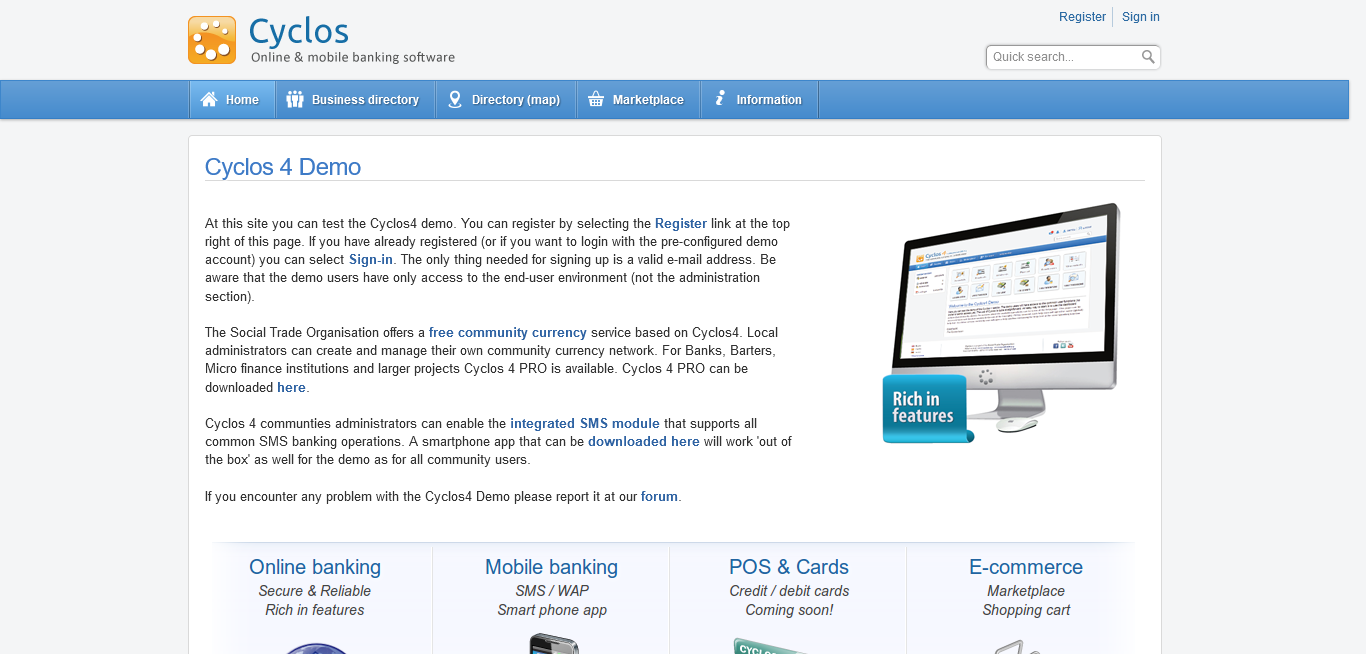 Cyclos
Online & mobile banking software
Register
Sign in
Quick search...
Home
Business directory
Directory (map)
Marketplace
Information
Cyclos 4 Demo
At this site you can test the Cyclos4 demo. You can register by selecting the Register link at the top
right of this page. If you have already registered (or if you want to login with the pre-configured demo
account) you can select Sign-in. The only thing needed for signing up is a valid e-mail address. Be
aware that the demo users have only access to the end-user environment (not the administration
section).
The Social Trade Organisation offers a free community currency service based on Cyclos4. Local
administrators can create and manage their own community currency network. For Banks, Barters,
Micro finance institutions and larger projects Cyclos 4 PRO is available. Cyclos 4 PRO can be
downloaded here.
Cyclos 4 communties administrators can enable the integrated SMS module that supports all
common SMS banking operations. A smartphone app that can be downloaded here will work 'out of
the box' as well for the demo as for all community users.
If you encounter any problem with the Cyclos4 Demo please report it at our forum.
Rich in
features
Online banking
Secure & Reliable
Rich in features
Mobile banking
SMS / WAP
Smart phone app
POS & Cards
Credit / debit cards
Coming soon!
E-commerce
Marketplace
Shopping cart